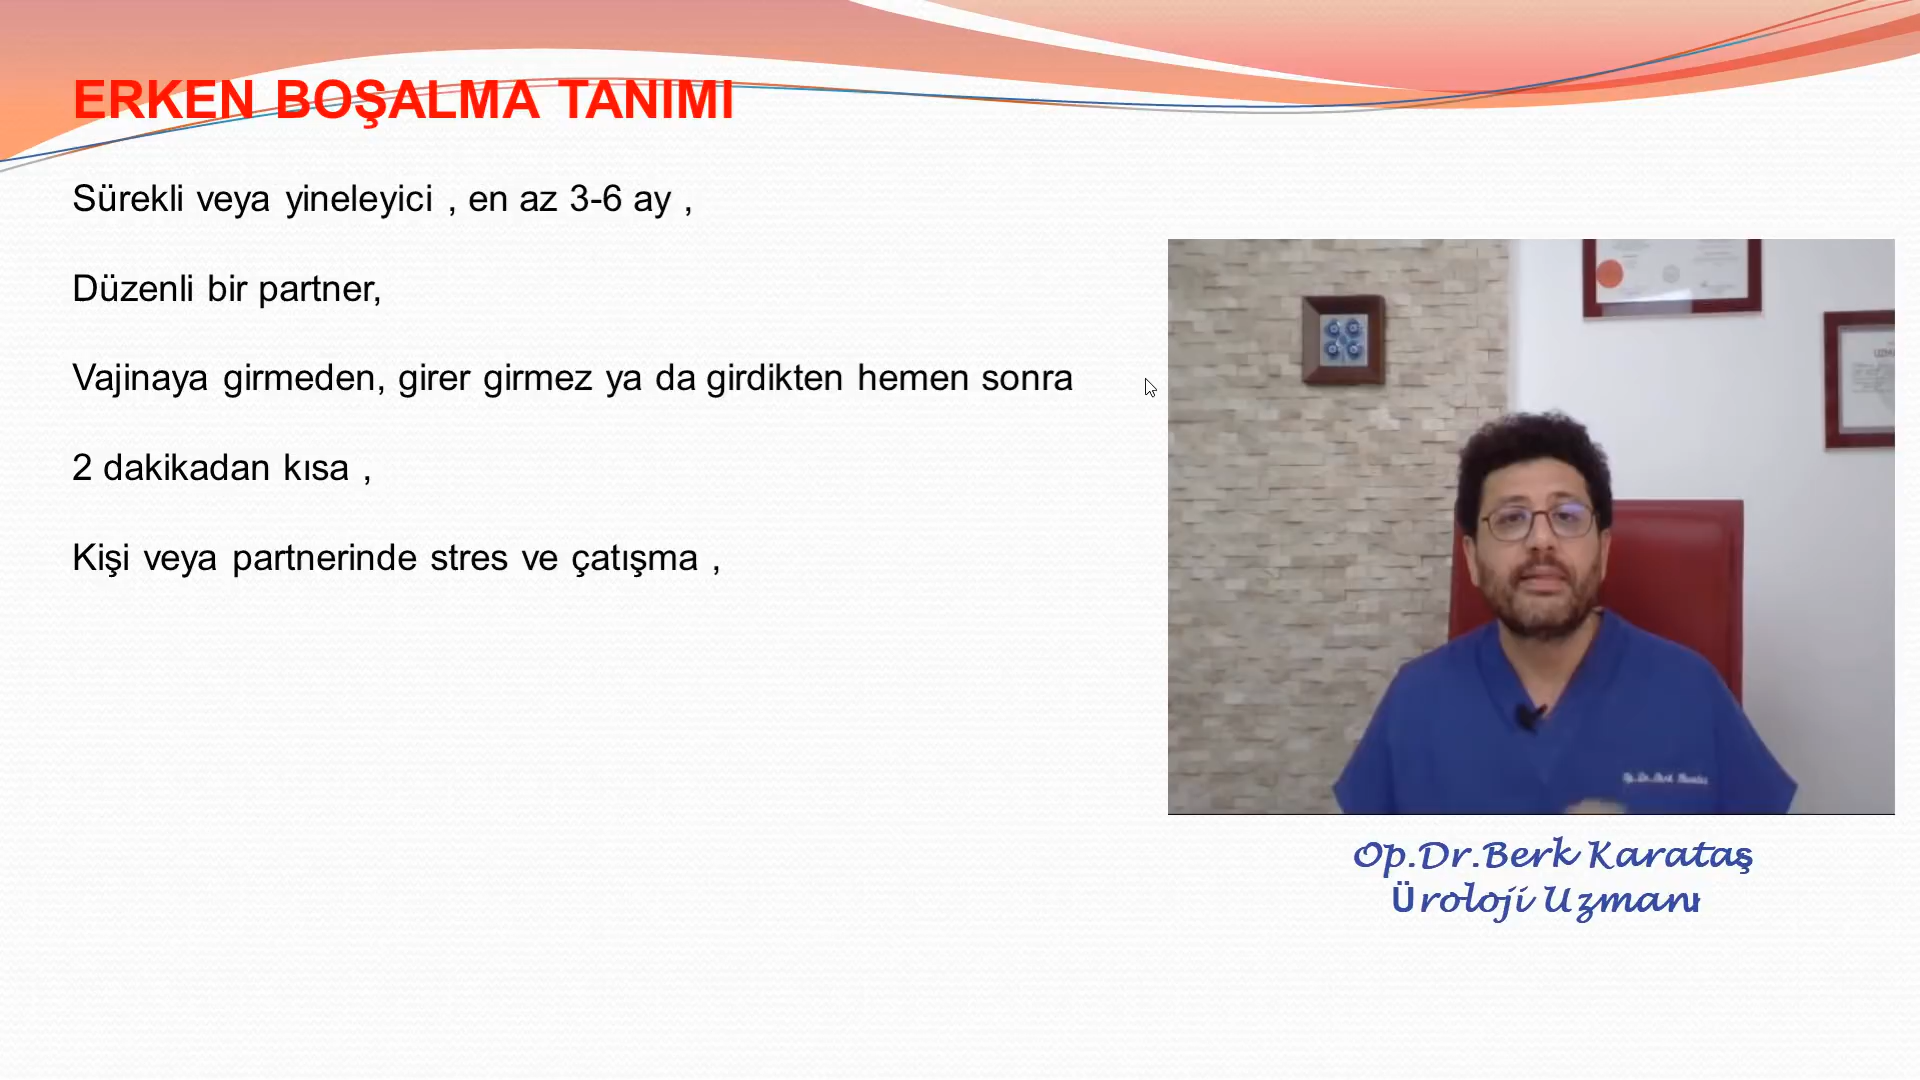 ERKEN BOŞALMA TANIMI
Sürekli veya yineleyici , en az 3-6 ay ,
Düzenli bir partner,
Vajinaya girmeden, girer girmez ya da girdikten hemen sonra
2 dakikadan kısa ,
Kişi veya partnerinde stres ve çatışma ,
Op.Dr.Berk Karataş
Üroloji Uzmanı